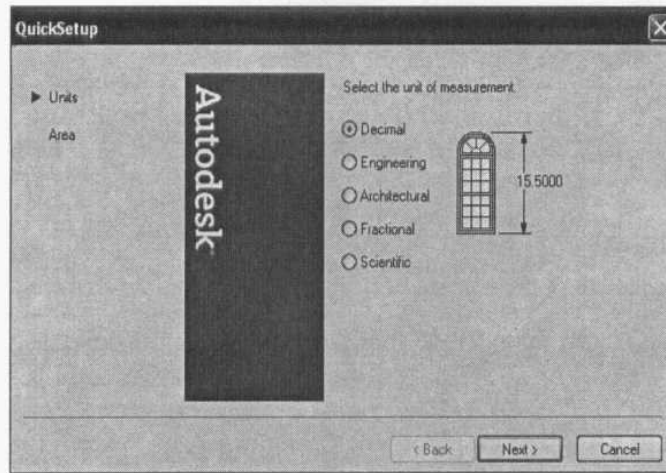 QuickSetup
Units
Area
Autodesk
Select the unit of measurement.
Decimal
Engineering
Architectural
Fractional
Scientific
15.5000
< Back
Next >
Cancel